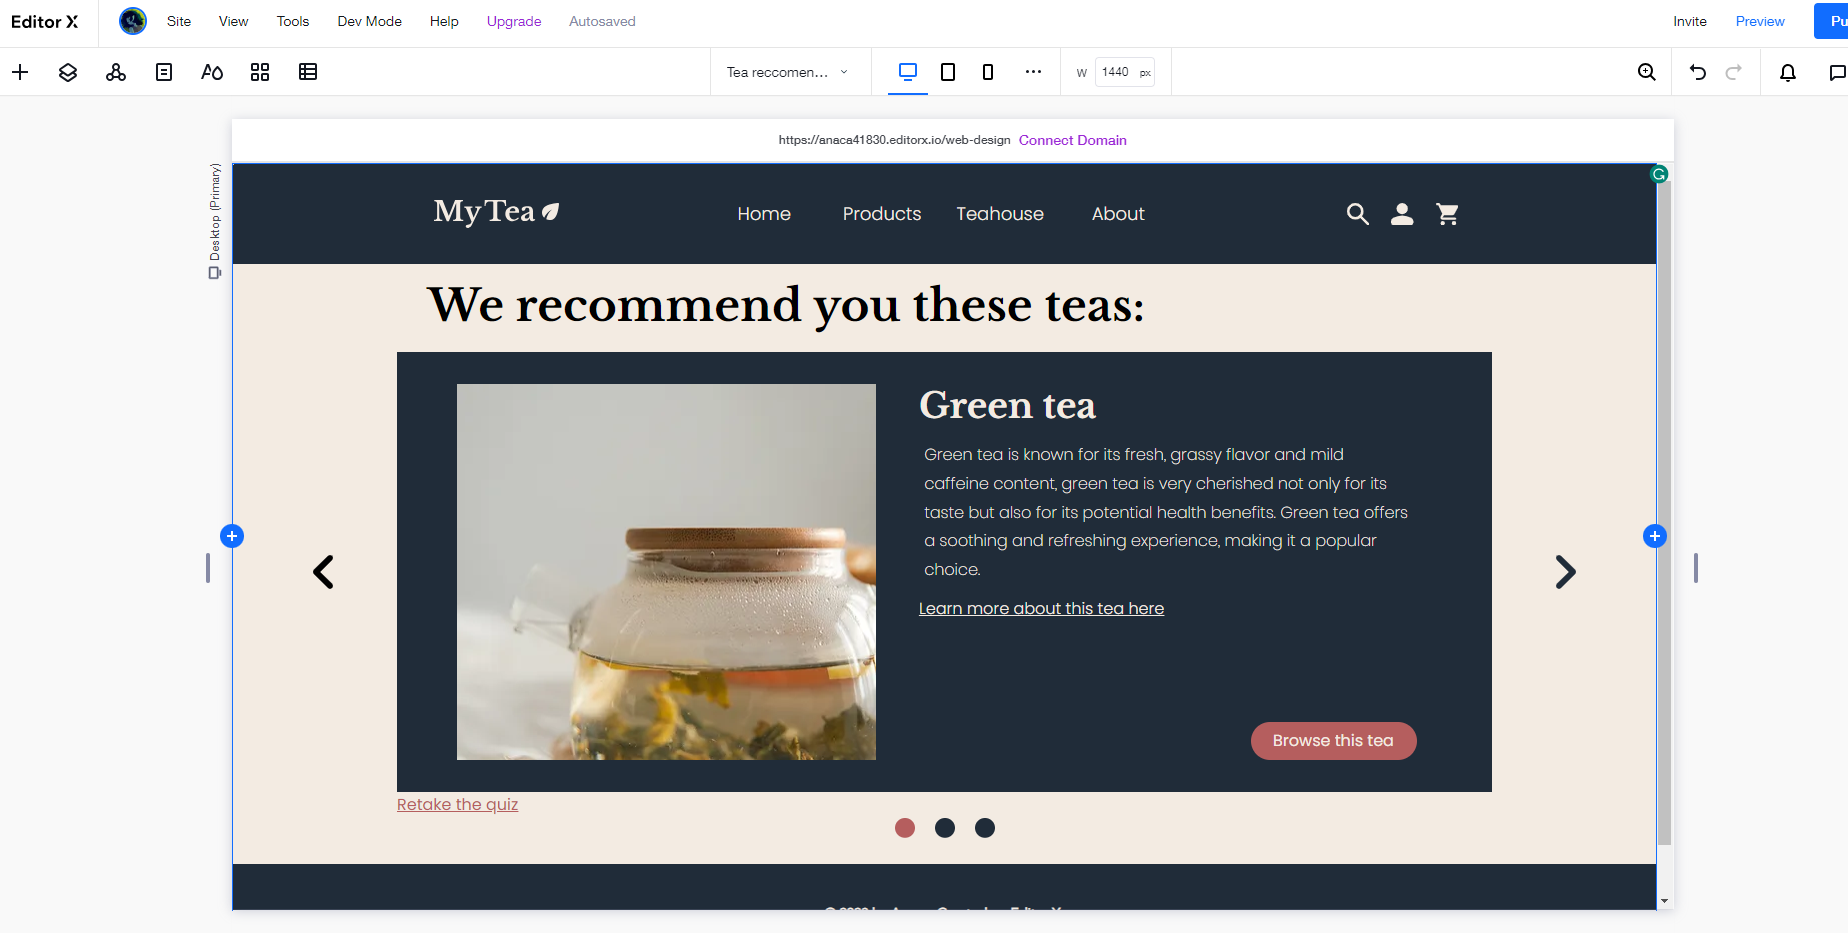 Editor X
Site View Tools Dev Mode Help Upgrade Autosaved
Invite Preview Pu
Tea reccomen...
W 1440 px
https://anaca41830.editorx.io/web-design Connect Domain
Desktop (Primary)
My Tea
Home Products Teahouse About
G
We recommend you these teas:
Green tea
Green tea is known for its fresh, grassy flavor and mild
caffeine content, green tea is very cherished not only for its
taste but also for its potential health benefits. Green tea offers
a soothing and refreshing experience, making it a popular
choice.
Learn more about this tea here
Browse this tea
Retake the quiz